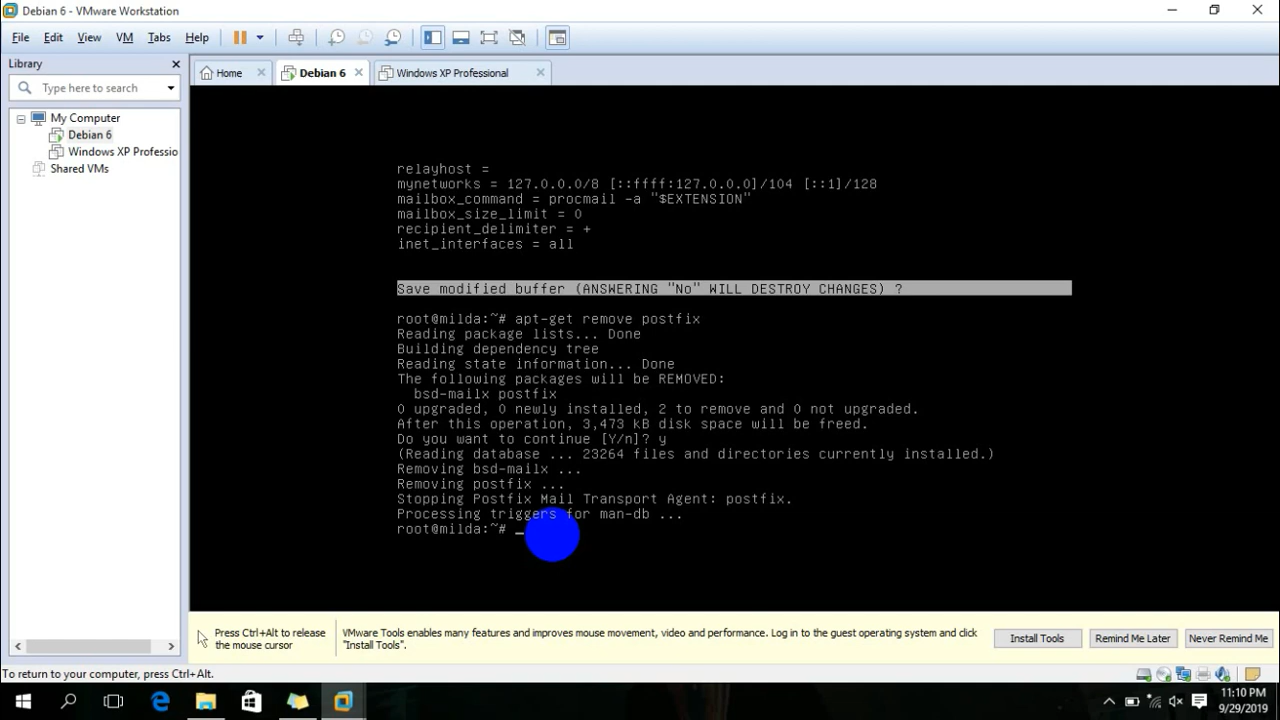 Debian 6 - VMware Workstation
File Edit View VM Tabs Help
Library
Type here to search
My Computer
Debian 6
Windows XP Professio
Shared VMs
Home
Debian 6
Windows XP Professional
relayhost =
mynetworks = 127.0.0.0/8 [::ffff:127.0.0.0]/104 [::1]/128
mailbox_command = procmail -a "$EXTENSION"
mailbox_size_limit = 0
recipient_delimiter = +
inet_interfaces = all
Save modified buffer (ANSWERING "No" WILL DESTROY CHANGES) ?
root@milda:~# apt-get remove postfix
Reading package lists... Done
Building dependency tree
Reading state information... Done
The following packages will be REMOVED:
bsd-mailx postfix
0 upgraded, 0 newly installed, 2 to remove and 0 not upgraded.
After this operation, 3,473 kB disk space will be freed.
Do you want to continue [Y/n]? y
(Reading database ... 23264 files and directories currently installed.)
Removing bsd-mailx ...
Removing postfix ...
Stopping Postfix Mail Transport Agent: postfix.
Processing triggers for man-db ...
root@milda:~# _
Press Ctrl+Alt to release
the mouse cursor
VMware Tools enables many features and improves mouse movement, video and performance. Log in to the guest operating system and click
"Install Tools".
Install Tools
Remind Me Later
Never Remind Me
To return to your computer, press Ctrl+Alt.
11:10 PM
9/29/2019